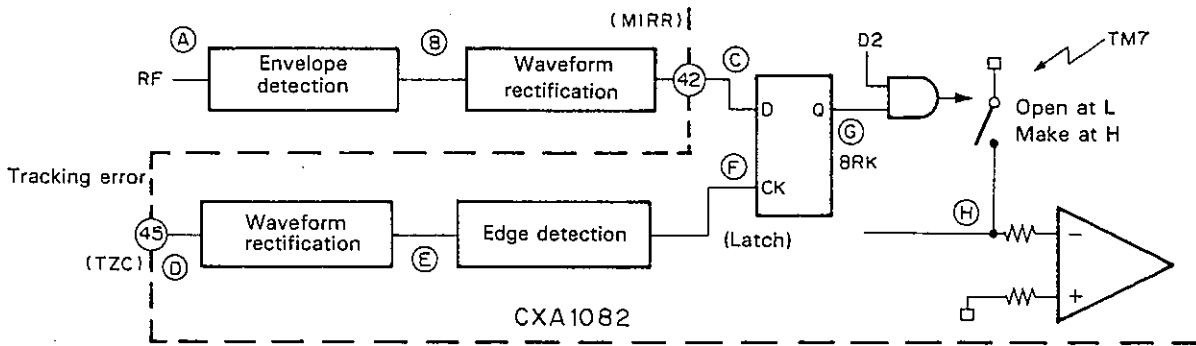 (MIRR)
A
B
RF
Envelope
detection
Waveform
rectification
42
C
D2
TM7
D
Q
G
8RK
Open at L
Make at H
Tracking error
F
CK
(Latch)
H
45
(TZC)
D
Waveform
rectification
E
Edge detection
−
+
CXA1082